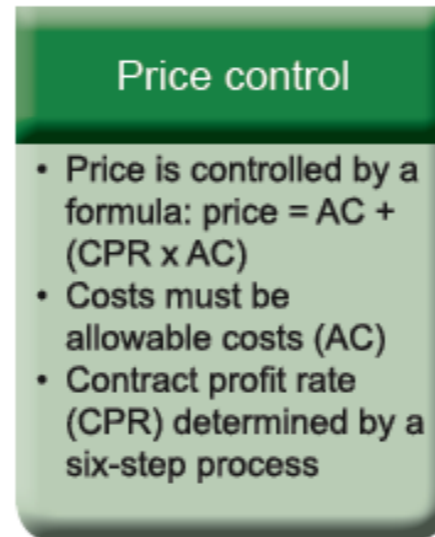 Price control
• Price is controlled by a
formula: price = AC +
(CPR x AC)
• Costs must be
allowable costs (AC)
• Contract profit rate
(CPR) determined by a
six-step process